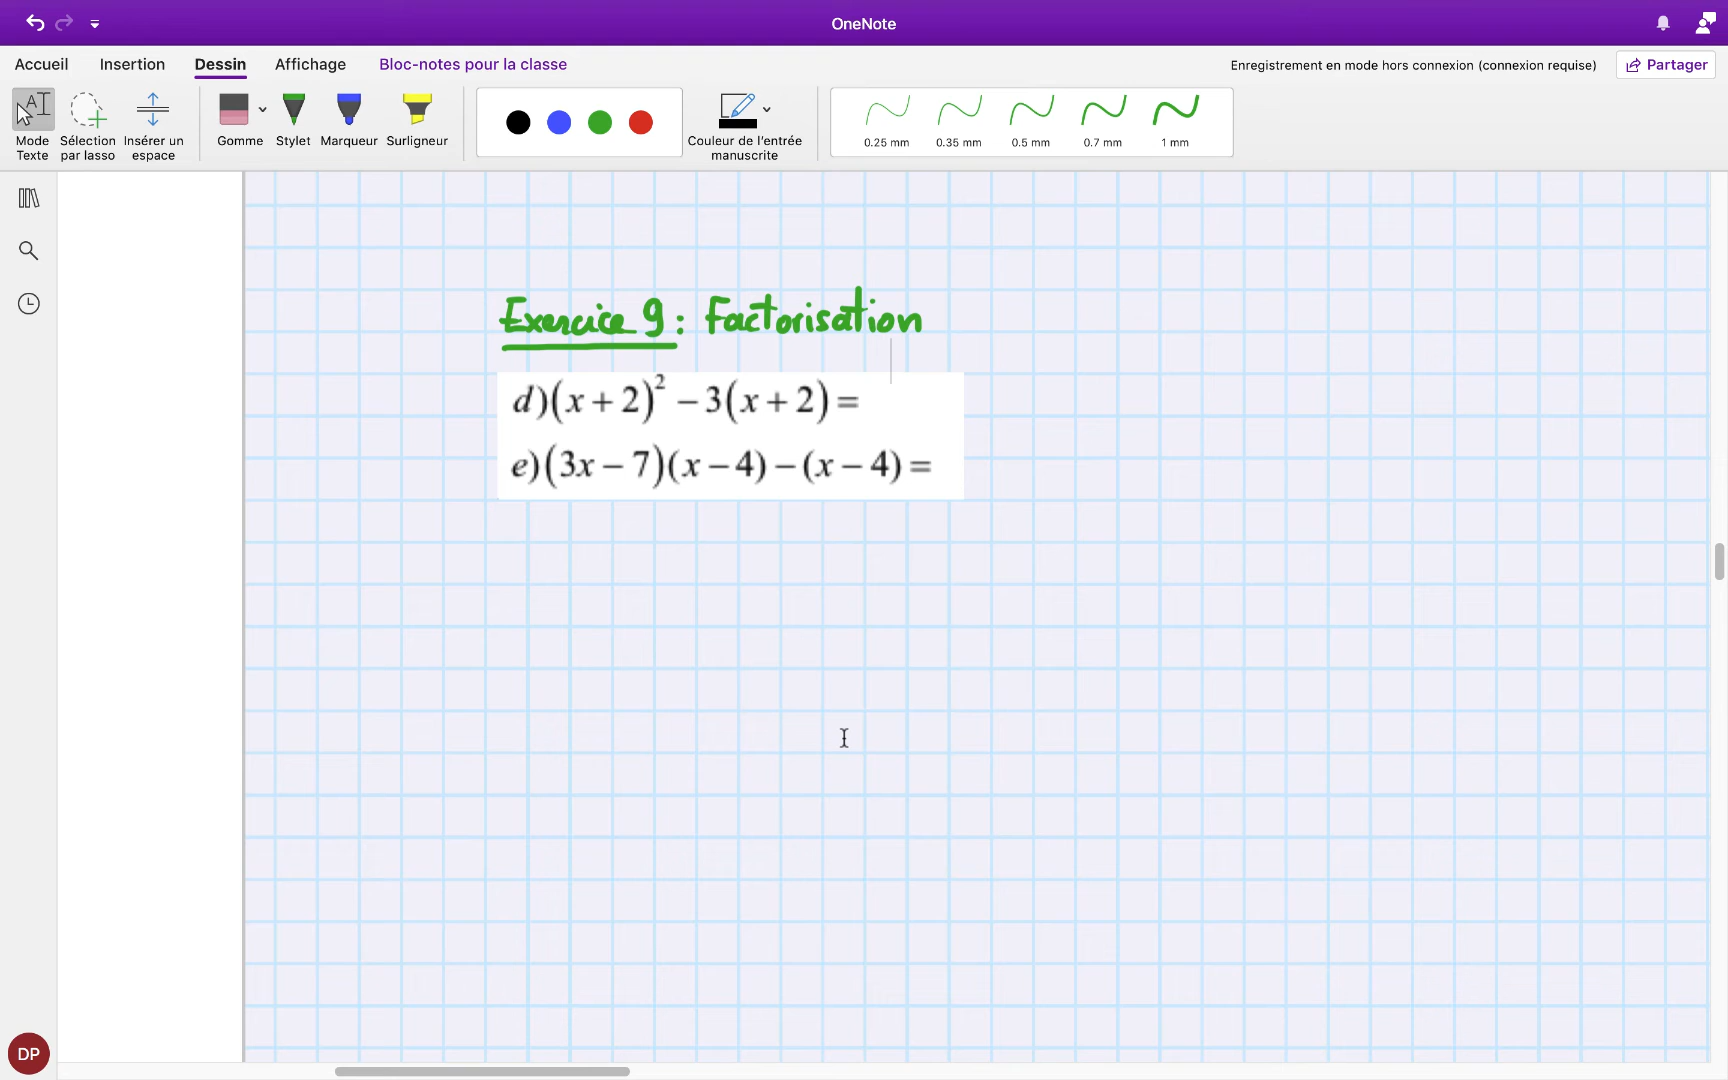 OneNote
Accueil Insertion Dessin Affichage Bloc-notes pour la classe Enregistrement en mode hors connexion (connexion requise) Partager
Mode Texte Sélection par lasso Insérer un espace Gomme Stylet Marqueur Surligneur Couleur de l'entrée manuscrite 0.25 mm 0.35 mm 0.5 mm 0.7 mm 1 mm
Exercice 9 : Factorisation
d)(x + 2)² − 3(x + 2) =
e)(3x − 7)(x − 4) − (x − 4) =
DP